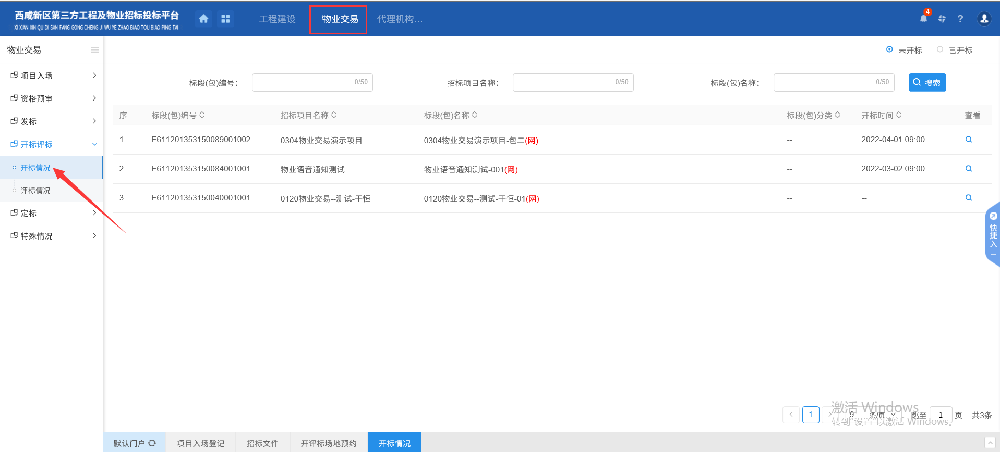 西咸新区第三方工程及物业招标投标平台
XI XIAN XIN QU DI SAN FANG GONG CHENG JI WU YE ZHAO BIAO TOU BIAO PING TAI
工程建设 物业交易 代理机构... 4 ?
物业交易
未开标 已开标
项目入场
资格预审
发标
开标评标
开标情况
评标情况
定标
特殊情况
标段(包)编号： 0/50 招标项目名称： 0/50 标段(包)名称： 0/50 搜索
序 标段(包)编号 招标项目名称 标段(包)名称 标段(包)分类 开标时间 查看
1 E611201353150089001002 0304物业交易演示项目 0304物业交易演示项目-包二(网) -- 2022-04-01 09:00
2 E611201353150084001001 物业语音通知测试 物业语音通知测试-001(网) -- 2022-03-02 09:00
3 E611201353150040001001 0120物业交易--测试-于恒 0120物业交易--测试-于恒-01(网) -- --
快捷入口
1 9 条/页 跳至 1 页 共3条
激活 Windows
转到"设置"以激活 Windows。
默认门户 项目入场登记 招标文件 开评标场地预约 开标情况